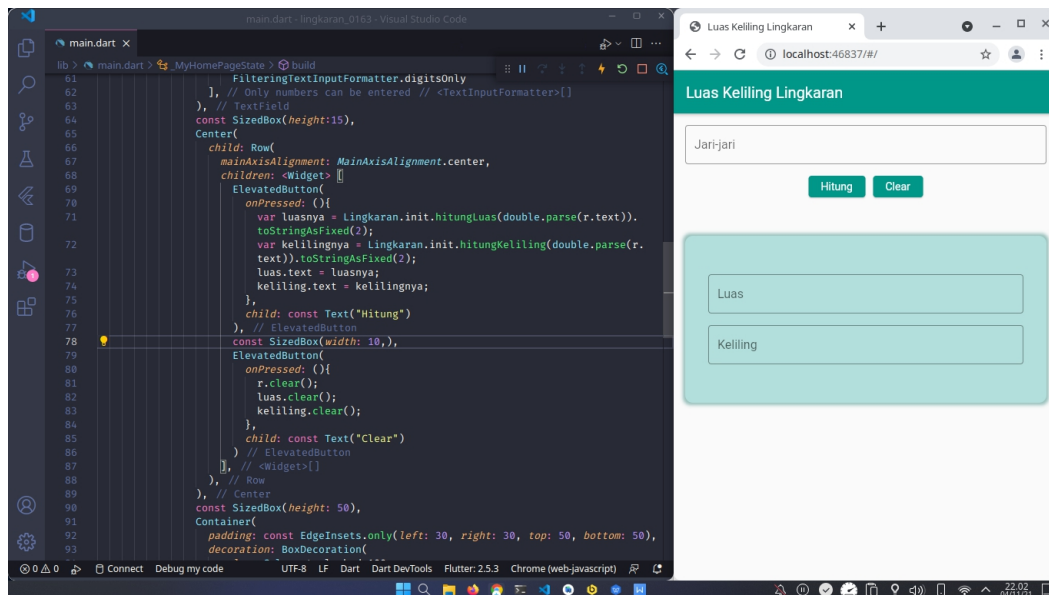 main.dart - lingkaran_0163 - Visual Studio Code
main.dart
lib > main.dart > _MyHomePageState > build
61 FilteringTextInputFormatter.digitsOnly
62 ], // Only numbers can be entered // <TextInputFormatter>[]
63 ), // TextField
64 const SizedBox(height:15),
65 Center(
66 child: Row(
67 mainAxisAlignment: MainAxisAlignment.center,
68 children: <Widget> [
69 ElevatedButton(
70 onPressed: (){
71 var luasnya = Lingkaran.init.hitungLuas(double.parse(r.text)).
toStringAsFixed(2);
72 var kelilingnya = Lingkaran.init.hitungKeliling(double.parse(r.
text)).toStringAsFixed(2);
73 luas.text = luasnya;
74 keliling.text = kelilingnya;
75 },
76 child: const Text("Hitung")
77 ), // ElevatedButton
78 const SizedBox(width: 10,),
79 ElevatedButton(
80 onPressed: (){
81 r.clear();
82 luas.clear();
83 keliling.clear();
84 },
85 child: const Text("Clear")
86 ) // ElevatedButton
87 ], // <Widget>[]
88 ), // Row
89 ), // Center
90 const SizedBox(height: 50),
91 Container(
92 padding: const EdgeInsets.only(left: 30, right: 30, top: 50, bottom: 50),
93 decoration: BoxDecoration(
1
0 0 Connect Debug my code UTF-8 LF Dart Dart DevTools Flutter: 2.5.3 Chrome (web-javascript)
Luas Keliling Lingkaran
localhost:46837/#/
Luas Keliling Lingkaran
Jari-jari
Hitung Clear
Luas
Keliling
22.02
04/11/21